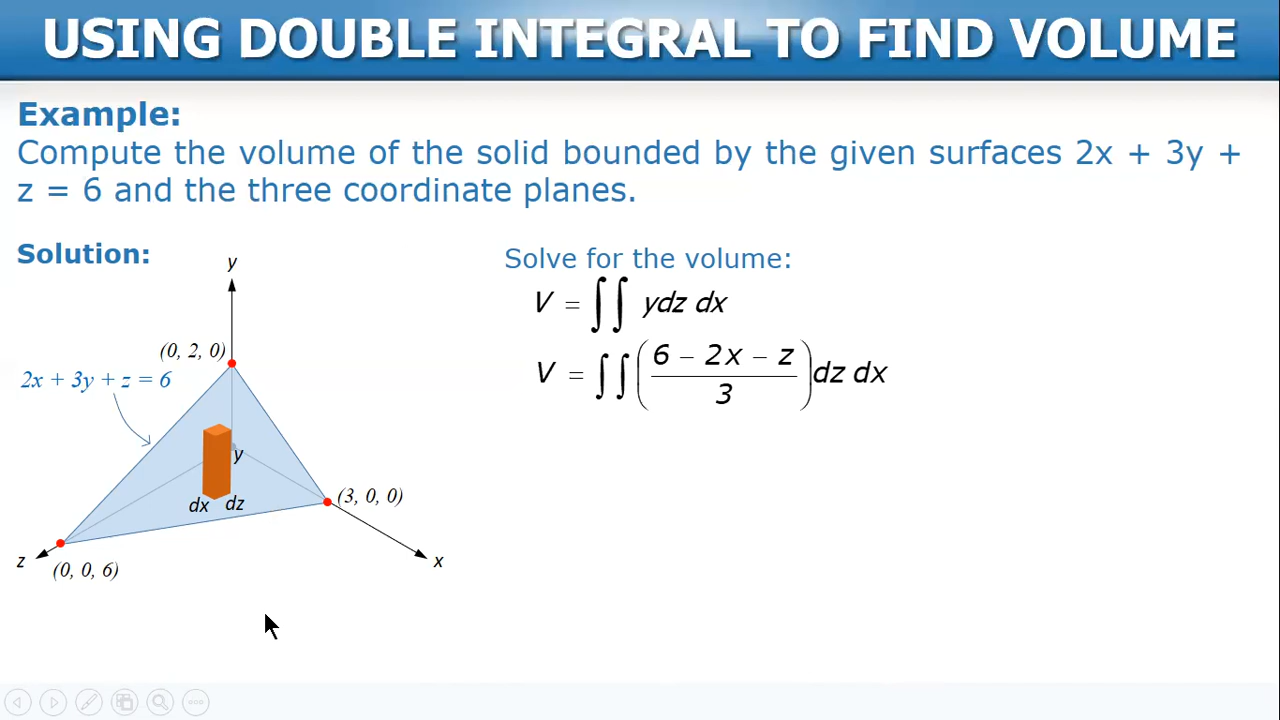 USING DOUBLE INTEGRAL TO FIND VOLUME
Example:
Compute the volume of the solid bounded by the given surfaces 2x + 3y +
z = 6 and the three coordinate planes.
Solution:
y
(0, 2, 0)
2x + 3y + z = 6
y
dx dz
(3, 0, 0)
z
(0, 0, 6)
x
Solve for the volume:
V = ∫∫ ydz dx
V = ∫∫ ((6 − 2x − z)/3) dz dx